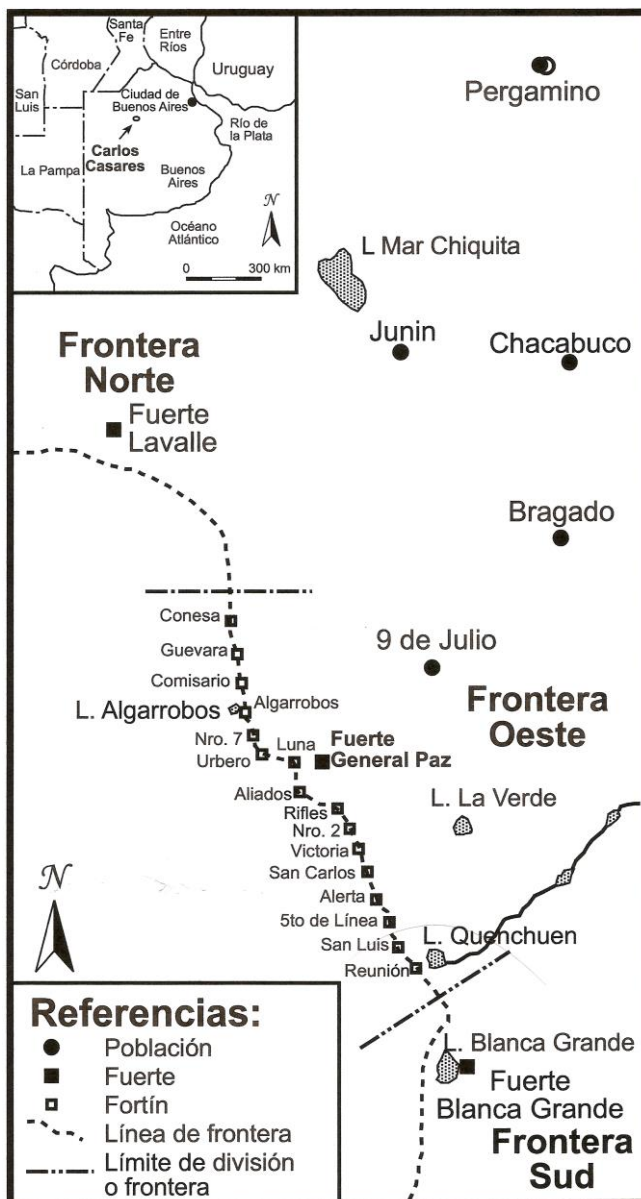 Santa
Fe
Entre
Ríos
Córdoba
Uruguay
San
Luis
Ciudad de
Buenos Aires
Carlos
Casares
Río de
la Plata
La Pampa
Buenos
Aires
Océano
Atlántico
N
0 300 km
Pergamino
L Mar Chiquita
Junin
Chacabuco
Frontera
Norte
Fuerte
Lavalle
Bragado
Conesa
9 de Julio
Guevara
Comisario
Frontera
Oeste
L. Algarrobos
Algarrobos
Nro. 7
Urbero
Luna
Fuerte
General Paz
Aliados
L. La Verde
Rifles
Nro. 2
Victoria
San Carlos
Alerta
N
5to de Línea
San Luis
L. Quenchuen
Reunión
Referencias:
Población
Fuerte
Fortín
Línea de frontera
Límite de división
o frontera
L. Blanca Grande
Fuerte
Blanca Grande
Frontera
Sud